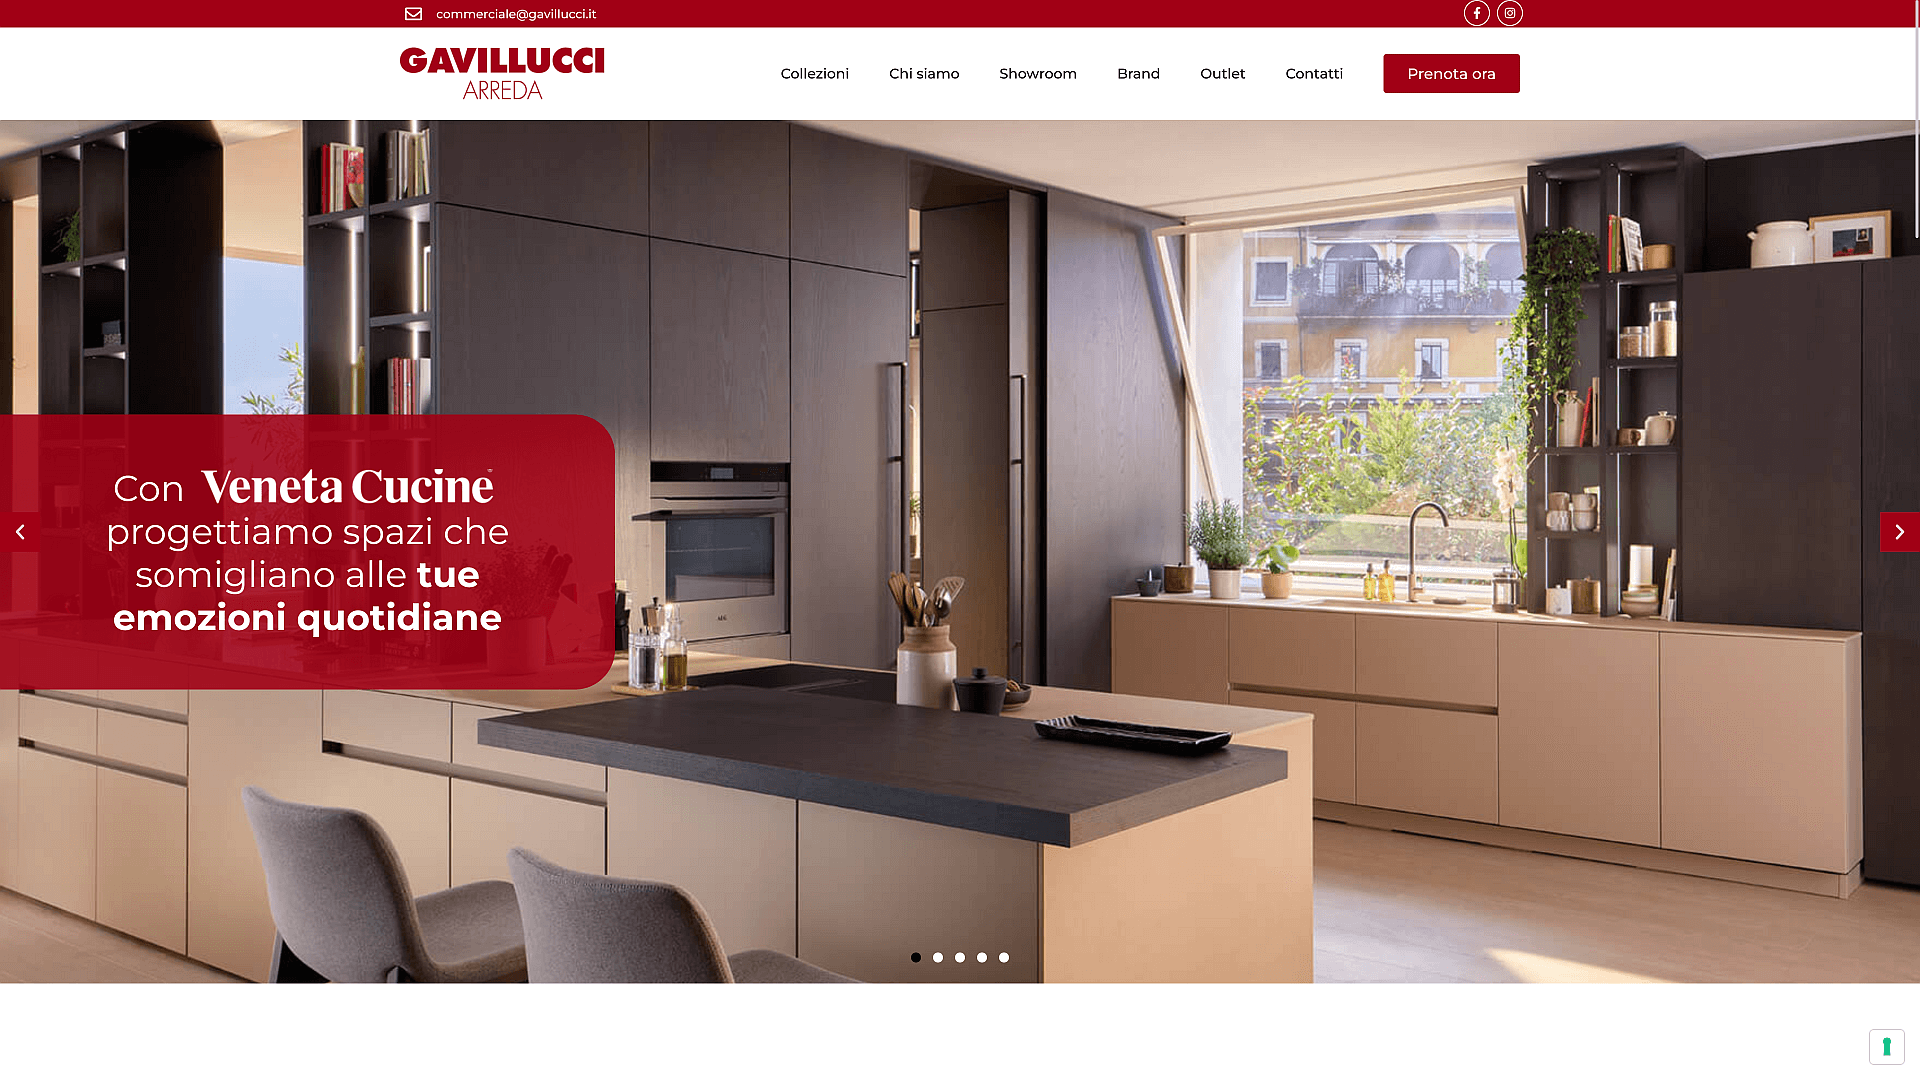 commerciale@gavillucci.it
GAVILLUCCI
ARREDA
Collezioni
Chi siamo
Showroom
Brand
Outlet
Contatti
Prenota ora
Con Veneta Cucine
progettiamo spazi che
somigliano alle tue
emozioni quotidiane
AEG